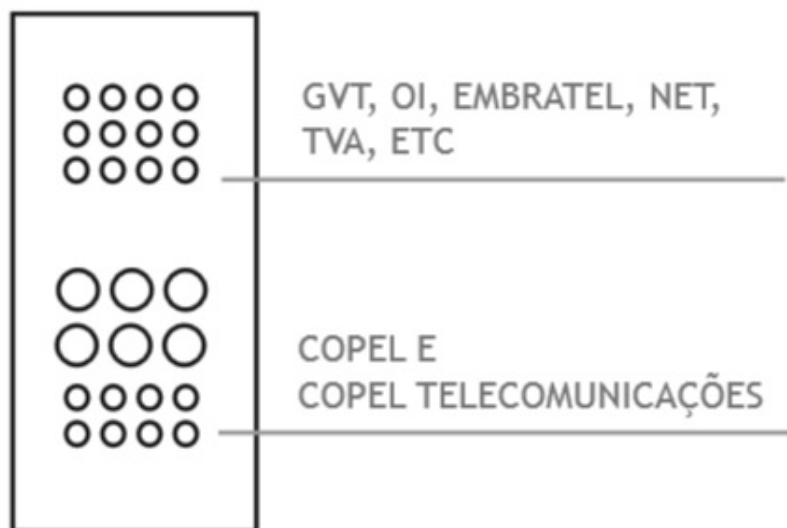 GVT, OI, EMBRATEL, NET,
TVA, ETC
COPEL E
COPEL TELECOMUNICAÇÕES